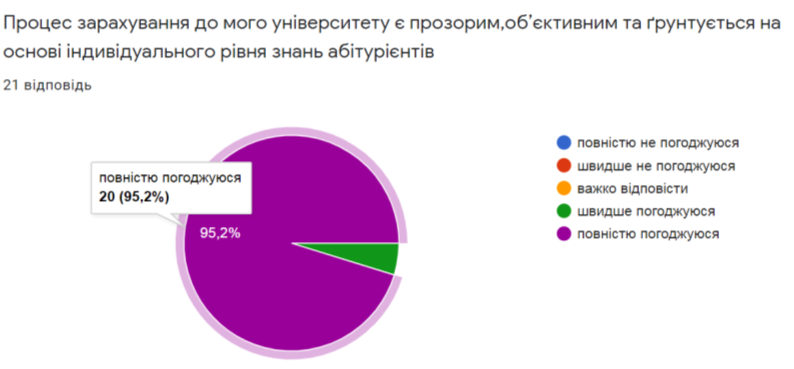 Процес зарахування до мого університету є прозорим,об’єктивним та ґрунтується на
основі індивідуального рівня знань абітурієнтів
21 відповідь
повністю погоджуюся
20 (95,2%)
95,2%
повністю не погоджуюся
швидше не погоджуюся
важко відповісти
швидше погоджуюся
повністю погоджуюся